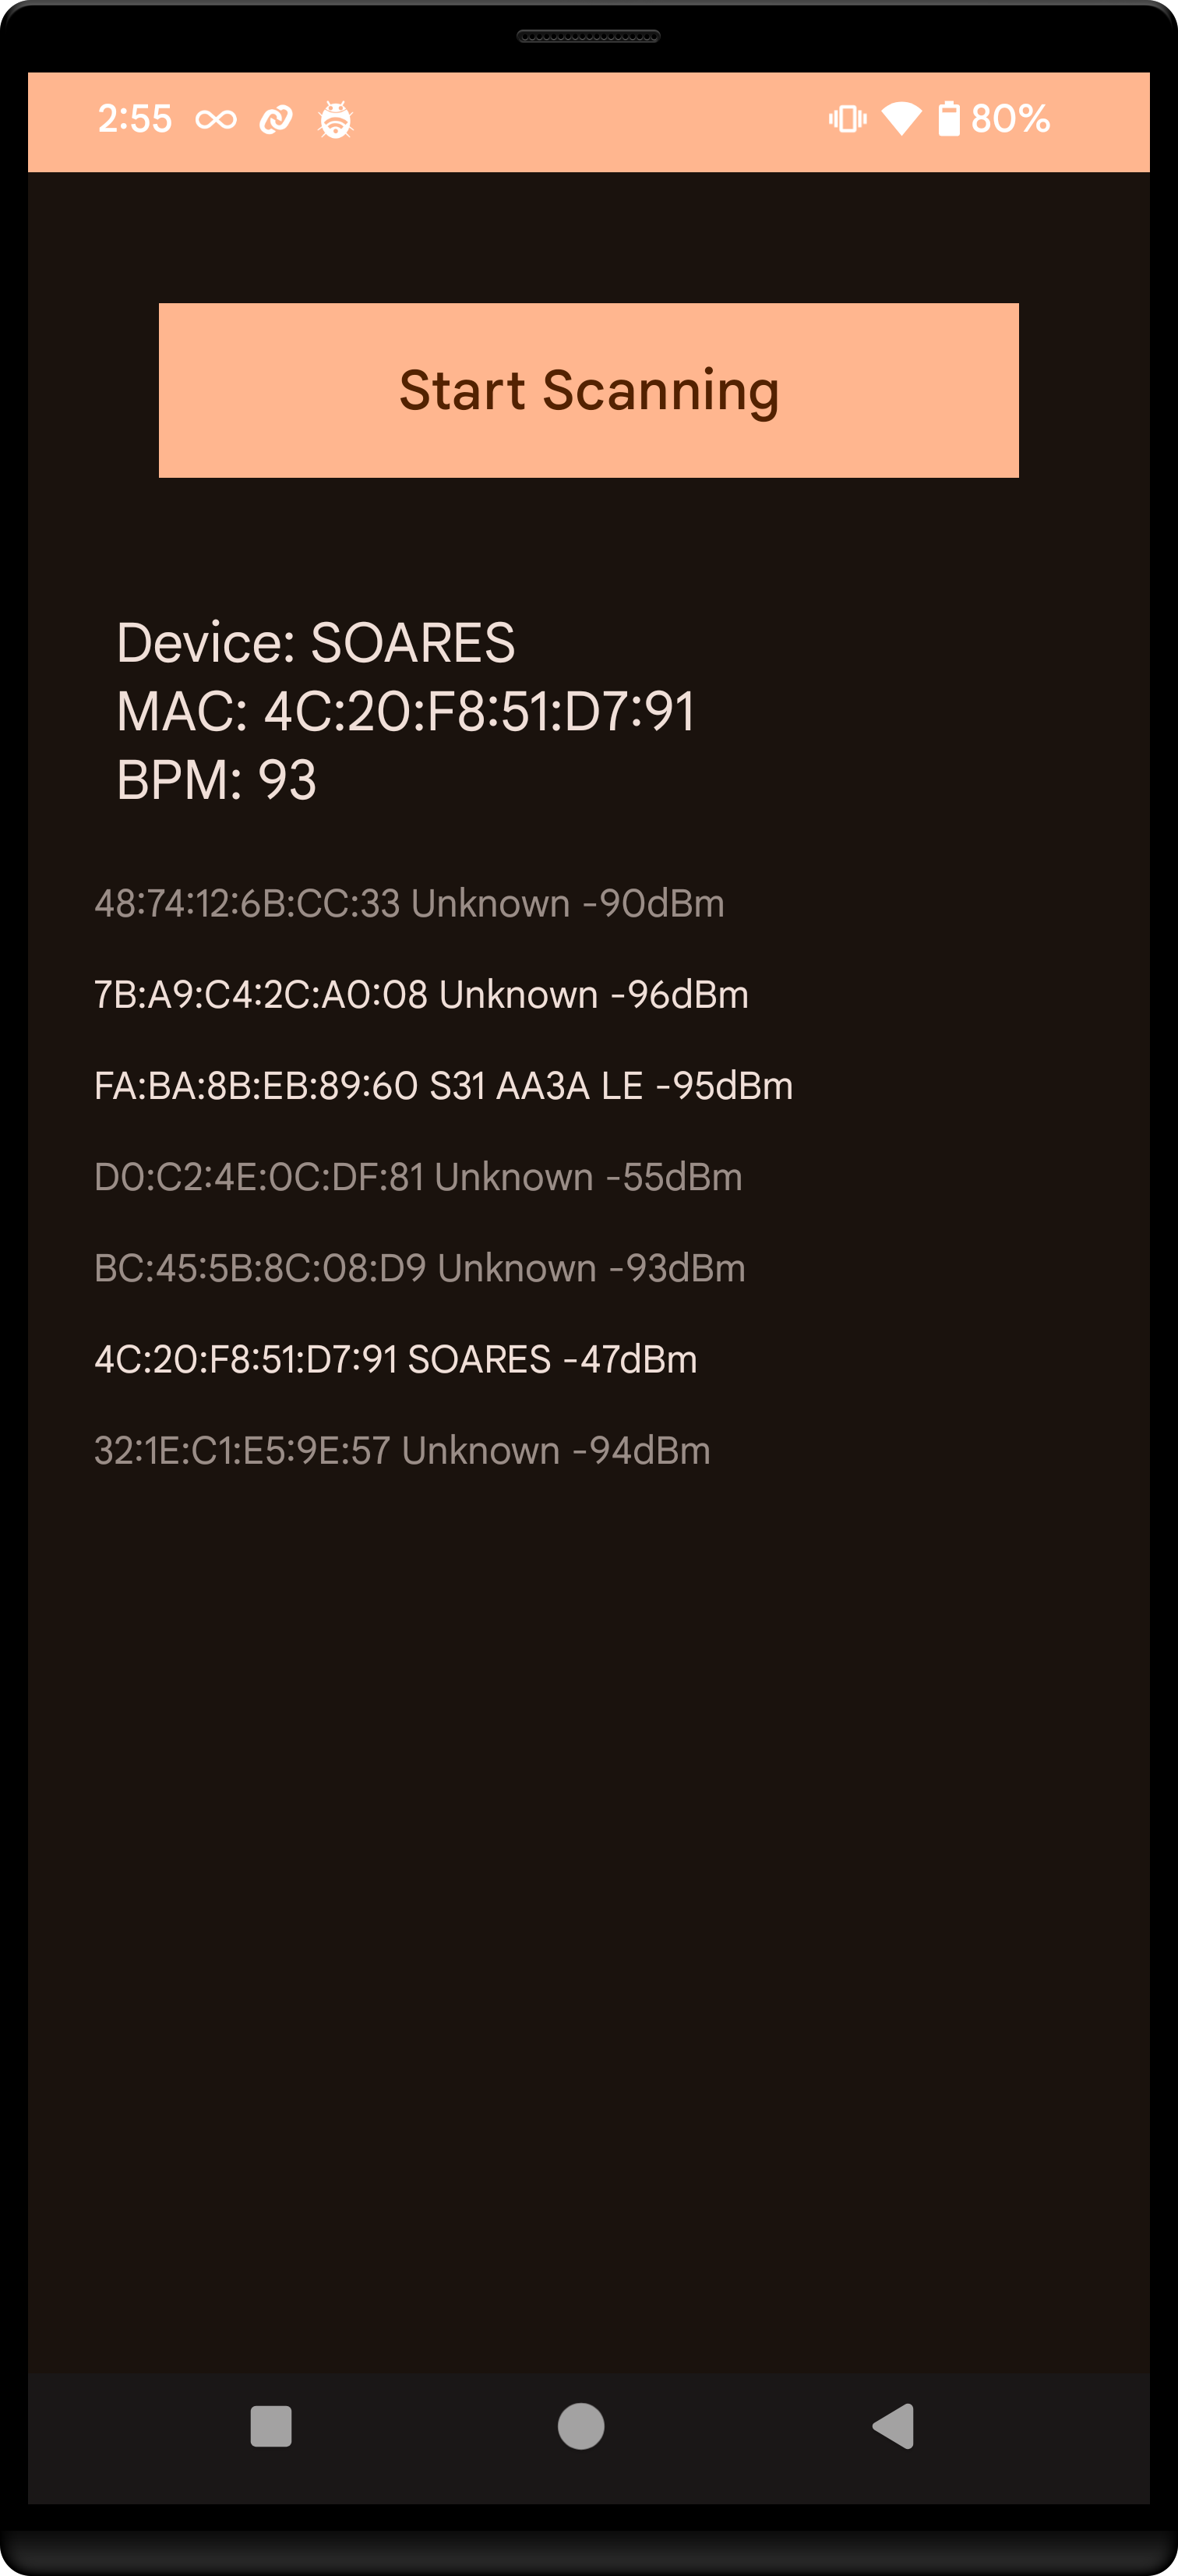 2:55
80%
Start Scanning
Device: SOARES
MAC: 4C:20:F8:51:D7:91
BPM: 93
48:74:12:6B:CC:33 Unknown -90dBm
7B:A9:C4:2C:A0:08 Unknown -96dBm
FA:BA:8B:EB:89:60 S31 AA3A LE -95dBm
D0:C2:4E:0C:DF:81 Unknown -55dBm
BC:45:5B:8C:08:D9 Unknown -93dBm
4C:20:F8:51:D7:91 SOARES -47dBm
32:1E:C1:E5:9E:57 Unknown -94dBm